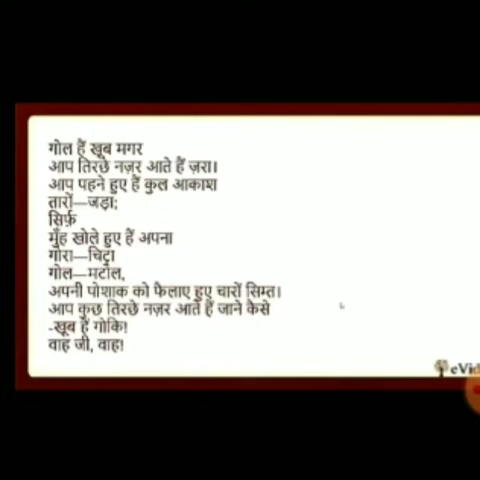 गोल हैं खूब मगर
आप तिरछे नज़र आते हैं ज़रा।
आप पहने हुए हैं कुल आकाश
तारों—जड़ा;
सिर्फ़
मुँह खोले हुए हैं अपना
गोरा—चिट्टा
गोल—मटोल,
अपनी पोशाक को फैलाए हुए चारों सिम्त।
आप कुछ तिरछे नज़र आते हैं जाने कैसे
-खूब हैं गोकि!
वाह जी, वाह!